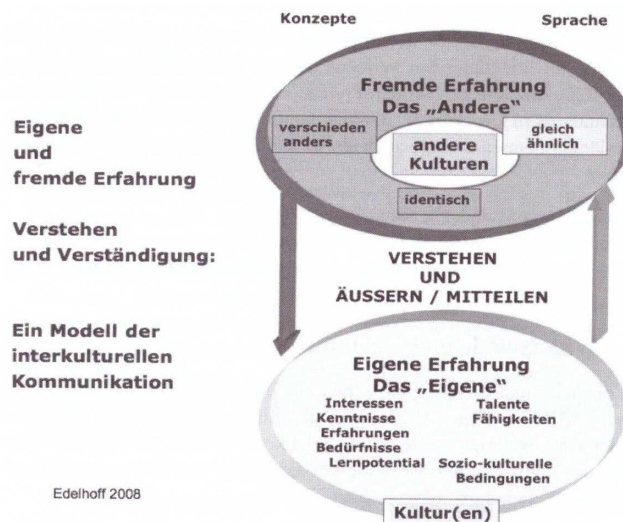 Konzepte
Sprache
Fremde Erfahrung
Das „Andere“
verschieden
anders
andere
Kulturen
gleich
ähnlich
identisch
Eigene
und
fremde Erfahrung
Verstehen
und Verständigung:
Ein Modell der
interkulturellen
Kommunikation
VERSTEHEN
UND
ÄUSSERN / MITTEILEN
Eigene Erfahrung
Das „Eigene“
Interessen
Kenntnisse
Erfahrungen
Bedürfnisse
Lernpotential
Talente
Fähigkeiten
Sozio-kulturelle
Bedingungen
Kultur(en)
Edelhoff 2008